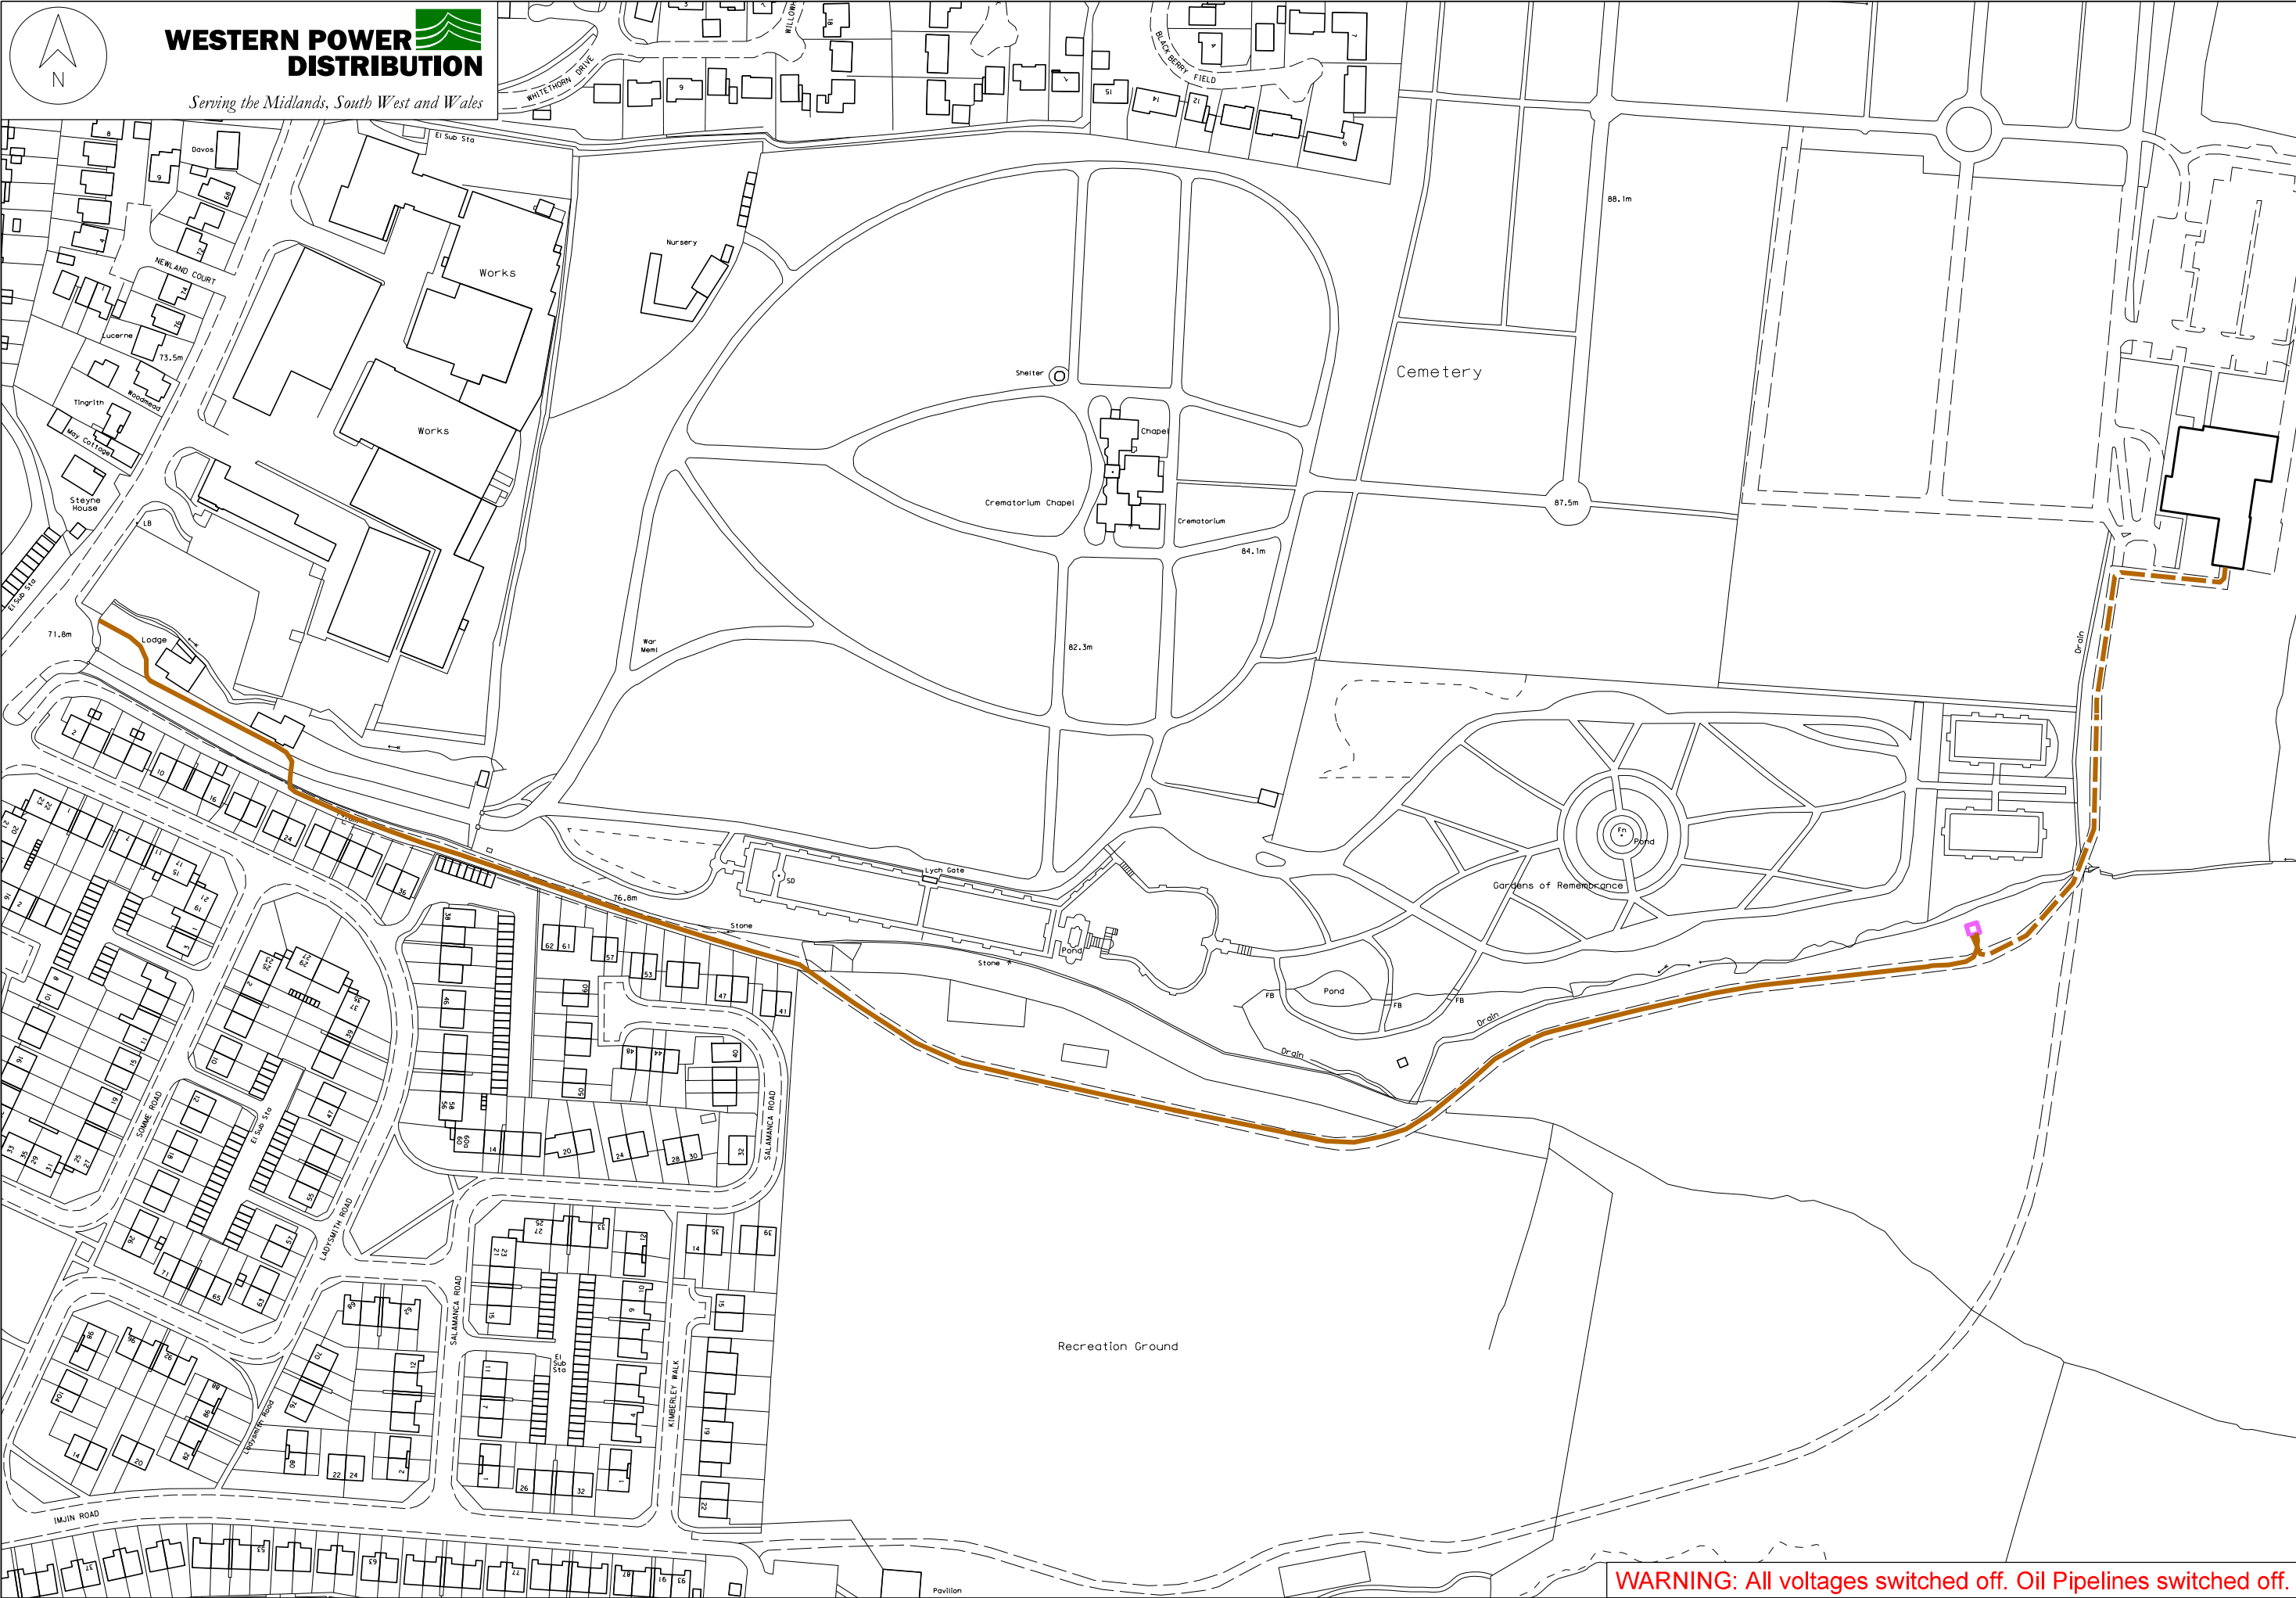 WESTERN POWER
DISTRIBUTION
Serving the Midlands, South West and Wales
N
WHITETHORN DRIVE
BLACKBERRY FIELD
El Sub Sta
Davos
NEWLAND COURT
Lucerne
73.5m
Woodmead
Tingrith
May Cottage
Steyne
House
El Sub Sta
LB
71.8m
Lodge
Works
Works
Nursery
Shelter
Chapel
Crematorium Chapel
Crematorium
84.1m
82.3m
War
Meml
Cemetery
88.1m
87.5m
Drain
Fn
Pond
Gardens of Remembrance
SD
Lych Gate
76.8m
Stone
Stone
Pond
Pond
FB
FB
FB
Drain
Drain
SOMME ROAD
El Sub Sta
LADYSMITH ROAD
SALAMANCA ROAD
SALAMANCA ROAD
El
Sub
Sta
KIMBERLEY WALK
Ladysmith Road
IMJIN ROAD
Recreation Ground
Pavilion
WARNING: All voltages switched off. Oil Pipelines switched off.